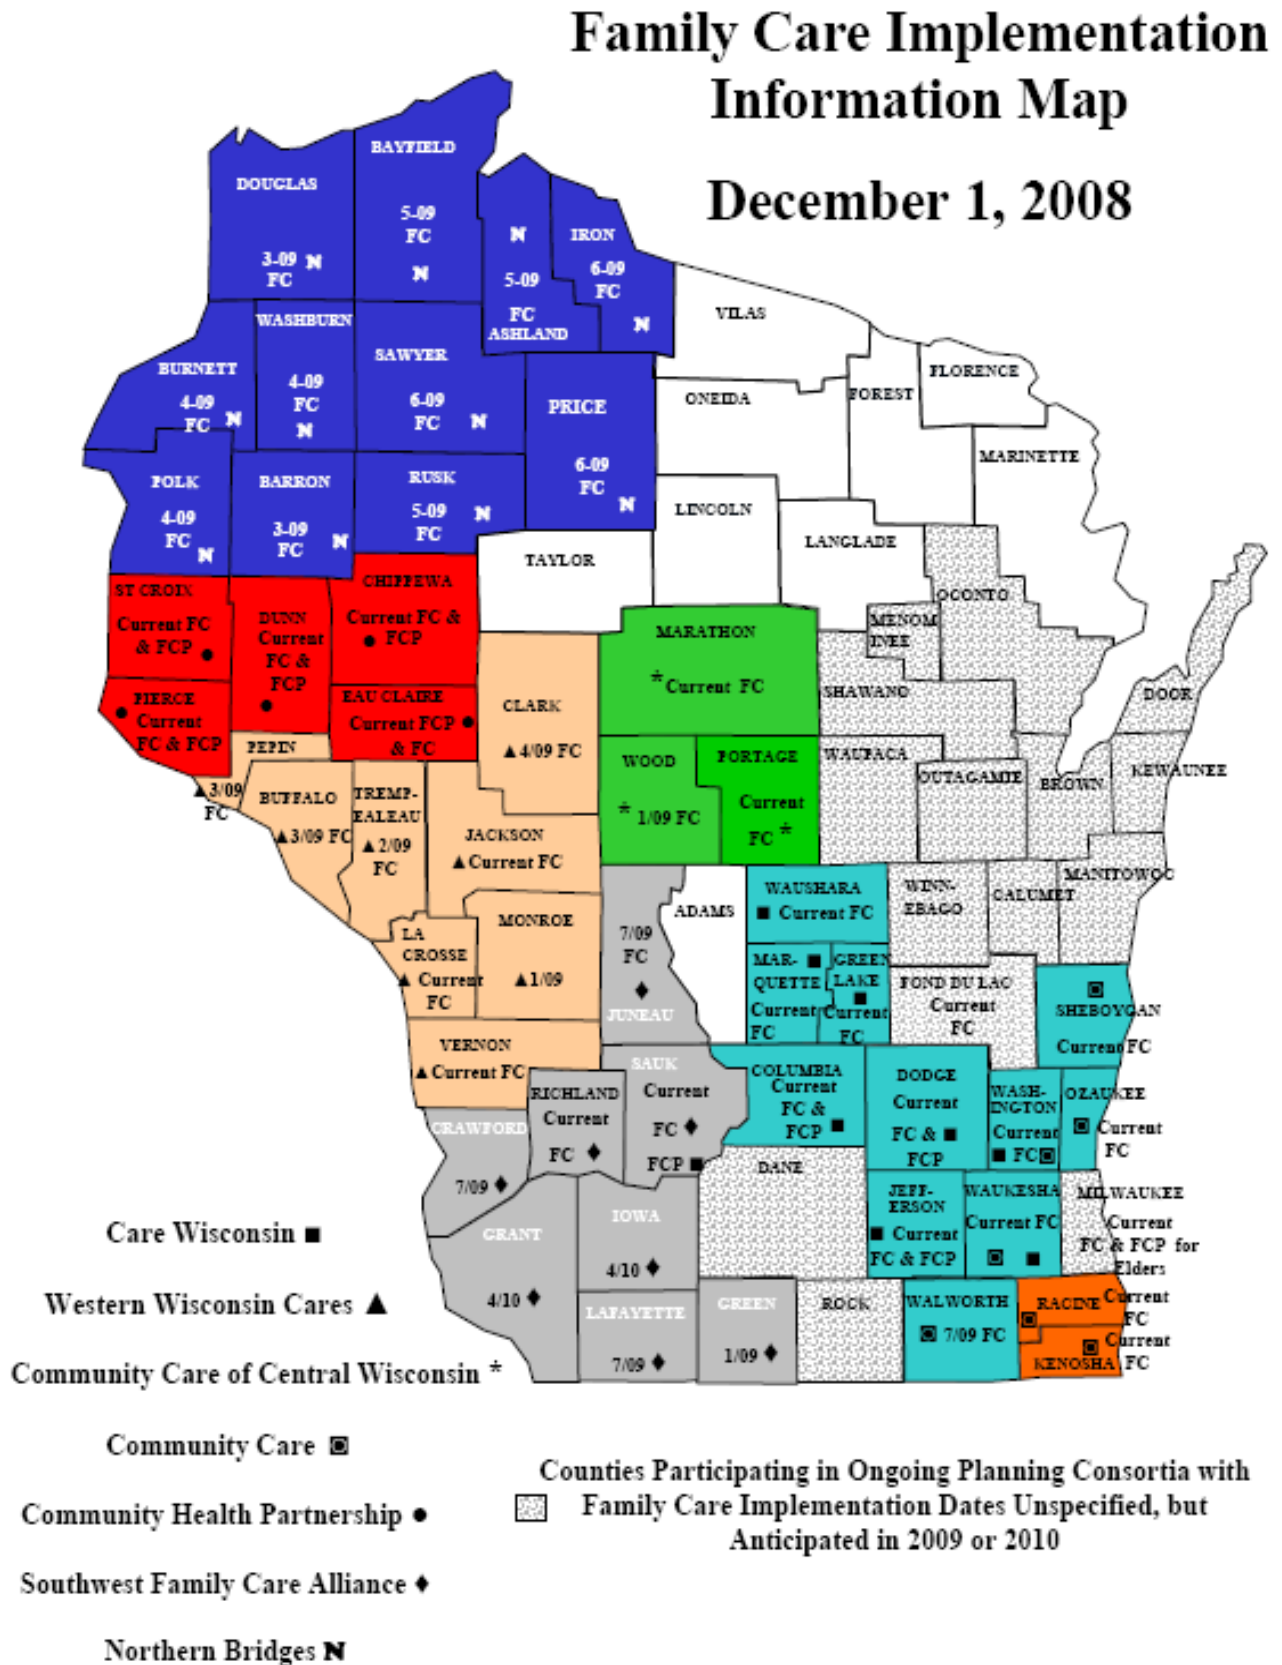 Family Care Implementation
Information Map
December 1, 2008
BAYFIELD
5-09
FC
N
DOUGLAS
3-09 N
FC
N
5-09
FC
ASHLAND
IRON
6-09
FC
N
VILAS
WASHBURN
4-09
FC
N
SAWYER
6-09
FC N
BURNETT
4-09
FC N
PRICE
6-09
FC
N
ONEIDA
FOREST
FLORENCE
MARINETTE
POLK
4-09
FC
N
BARRON
3-09
FC N
RUSK
5-09
FC N
LINCOLN
LANGLADE
TAYLOR
OCONTO
ST CROIX
Current FC
& FCP ●
DUNN
Current
FC &
FCP
●
CHIPPEWA
Current FC &
● FCP
MARATHON
* Current FC
MENOM
INEE
SHAWANO
DOOR
PIERCE
● Current
FC & FCP
EAU CLAIRE
Current FCP ●
& FC
CLARK
▲ 4/09 FC
WOOD
* 1/09 FC
PORTAGE
Current
FC *
WAUPACA
OUTAGAMIE
BROWN
KEWAUNEE
PEPIN
▲ 3/09
FC
BUFFALO
▲ 3/09 FC
TREMP-
EALEAU
▲ 2/09
FC
JACKSON
▲ Current FC
MONROE
▲ 1/09
LA
CROSSE
▲ Current
FC
7/09
FC
♦
JUNEAU
ADAMS
WAUSHARA
■ Current FC
WINN-
EBAGO
CALUMET
MANITOWOC
MAR- ■
QUETTE
Current
FC
GREEN
LAKE
■
Current
FC
FOND DU LAC
Current
FC
SHEBOYGAN
Current FC
VERNON
▲ Current FC
RICHLAND
Current
FC ♦
SAUK
Current
FC ♦
FCP ■
COLUMBIA
Current
FC &
FCP ■
DODGE
Current
FC & ■
FCP
WASH-
INGTON
Current
■ FC
OZAUKEE
Current
FC
CRAWFORD
7/09 ♦
DANE
JEFF-
ERSON
■ Current
FC & FCP
WAUKESHA
Current FC
■
MILWAUKEE
Current
FC & FCP for
Elders
GRANT
4/10 ♦
IOWA
4/10 ♦
LAFAYETTE
7/09 ♦
GREEN
1/09 ♦
ROCK
WALWORTH
7/09 FC
RACINE Current
FC
Current
KENOSHA FC
Care Wisconsin ■
Western Wisconsin Cares ▲
Community Care of Central Wisconsin *
Community Care
Community Health Partnership ●
Southwest Family Care Alliance ♦
Northern Bridges N
Counties Participating in Ongoing Planning Consortia with
Family Care Implementation Dates Unspecified, but
Anticipated in 2009 or 2010